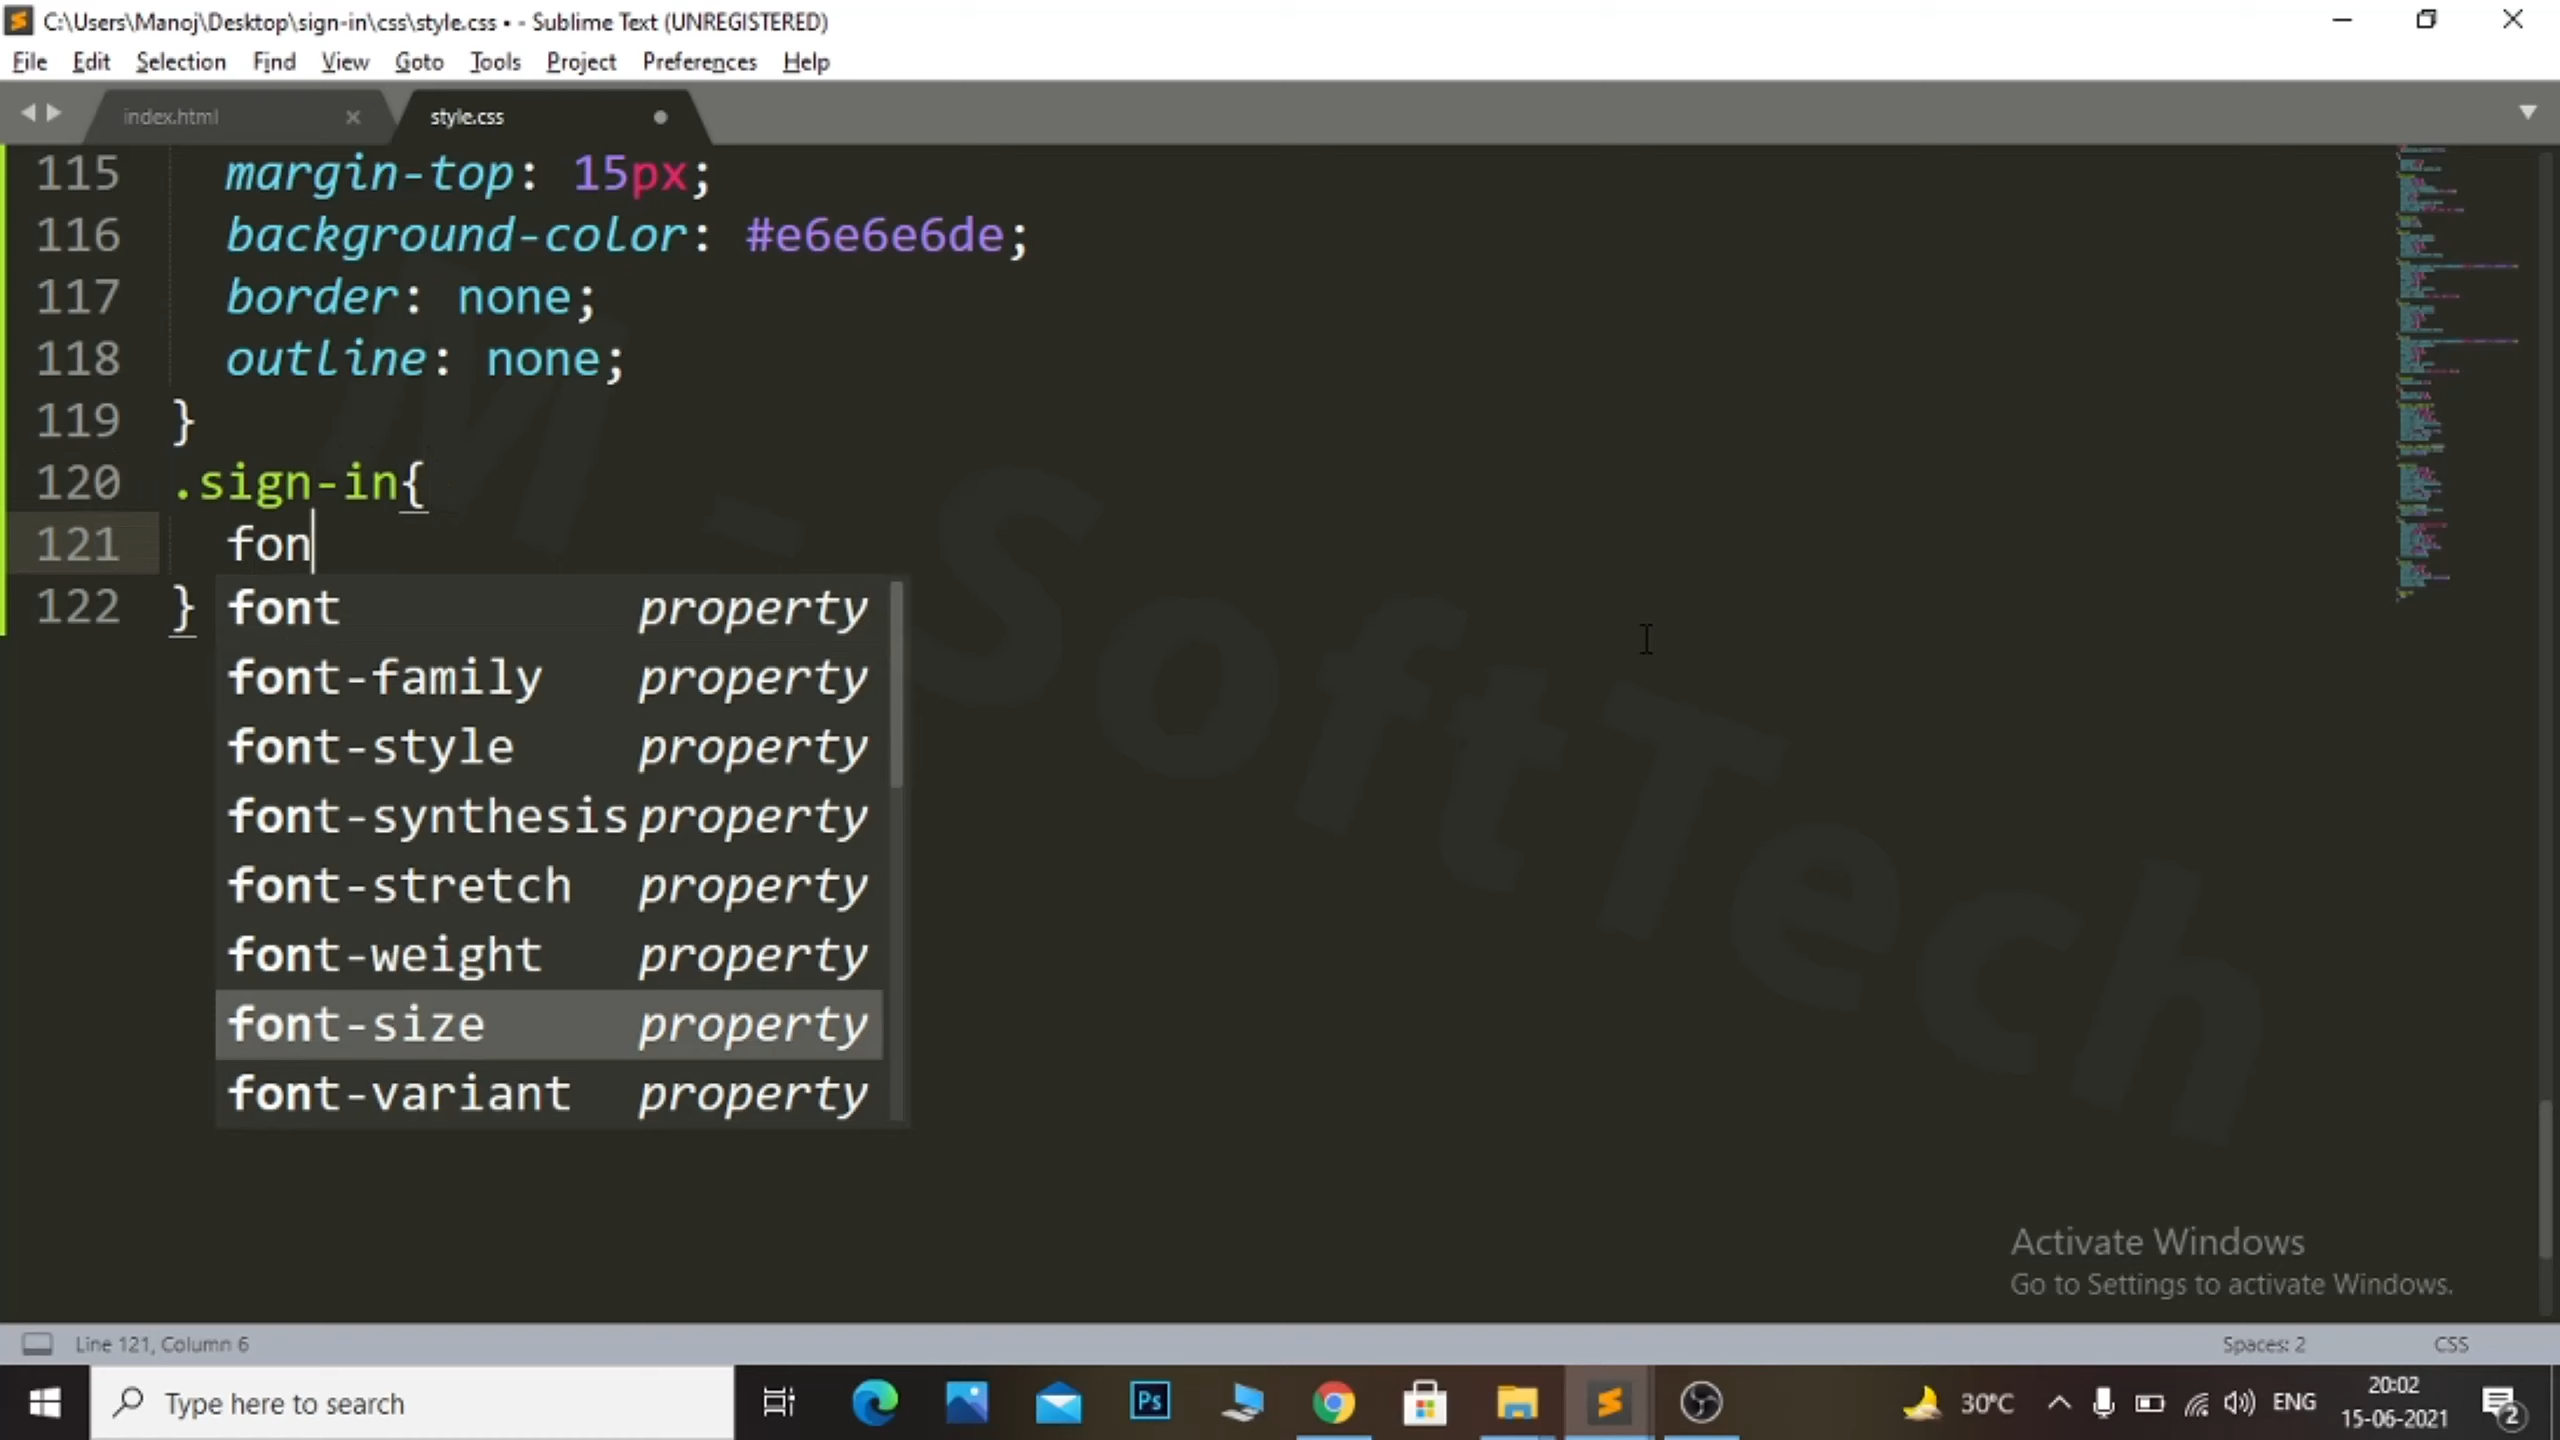 C:\Users\Manoj\Desktop\sign-in\css\style.css • - Sublime Text (UNREGISTERED)
File Edit Selection Find View Goto Tools Project Preferences Help
index.html style.css
115 margin-top: 15px;
116 background-color: #e6e6e6de;
117 border: none;
118 outline: none;
119 }
120 .sign-in{
121 fon
122 }
font property
font-family property
font-style property
font-synthesis property
font-stretch property
font-weight property
font-size property
font-variant property
M - SoftTech
Activate Windows
Go to Settings to activate Windows.
Line 121, Column 6 Spaces: 2 CSS
Type here to search Ps 30°C ENG 20:02
15-06-2021 2